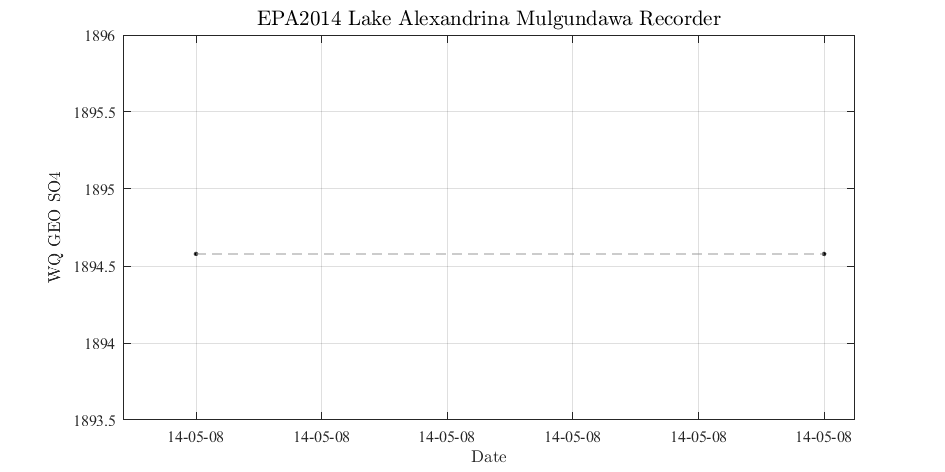 EPA2014 Lake Alexandrina Mulgundawa Recorder
1896
1895.5
1895
1894.5
1894
1893.5
WQ GEO SO4
14-05-08 14-05-08 14-05-08 14-05-08 14-05-08 14-05-08
Date